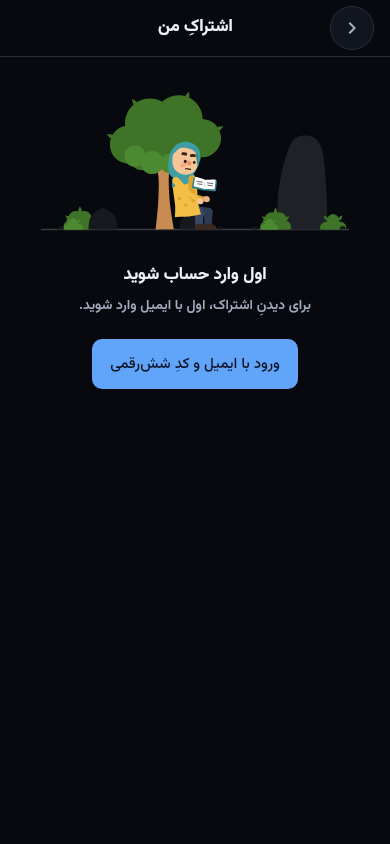 اشتراکِ من
اول وارد حساب شوید
برای دیدنِ اشتراک، اول با ایمیل وارد شوید.
ورود با ایمیل و کدِ شش‌رقمی